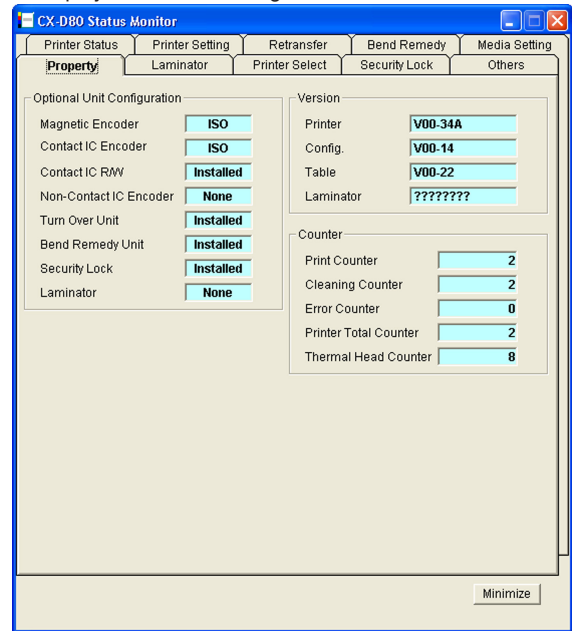 CX-D80 Status Monitor
Printer Status Printer Setting Retransfer Bend Remedy Media Setting
Property Laminator Printer Select Security Lock Others
Optional Unit Configuration
Magnetic Encoder ISO
Contact IC Encoder ISO
Contact IC R/W Installed
Non-Contact IC Encoder None
Turn Over Unit Installed
Bend Remedy Unit Installed
Security Lock Installed
Laminator None
Version
Printer V00-34A
Config. V00-14
Table V00-22
Laminator ????????
Counter
Print Counter 2
Cleaning Counter 2
Error Counter 0
Printer Total Counter 2
Thermal Head Counter 8
Minimize